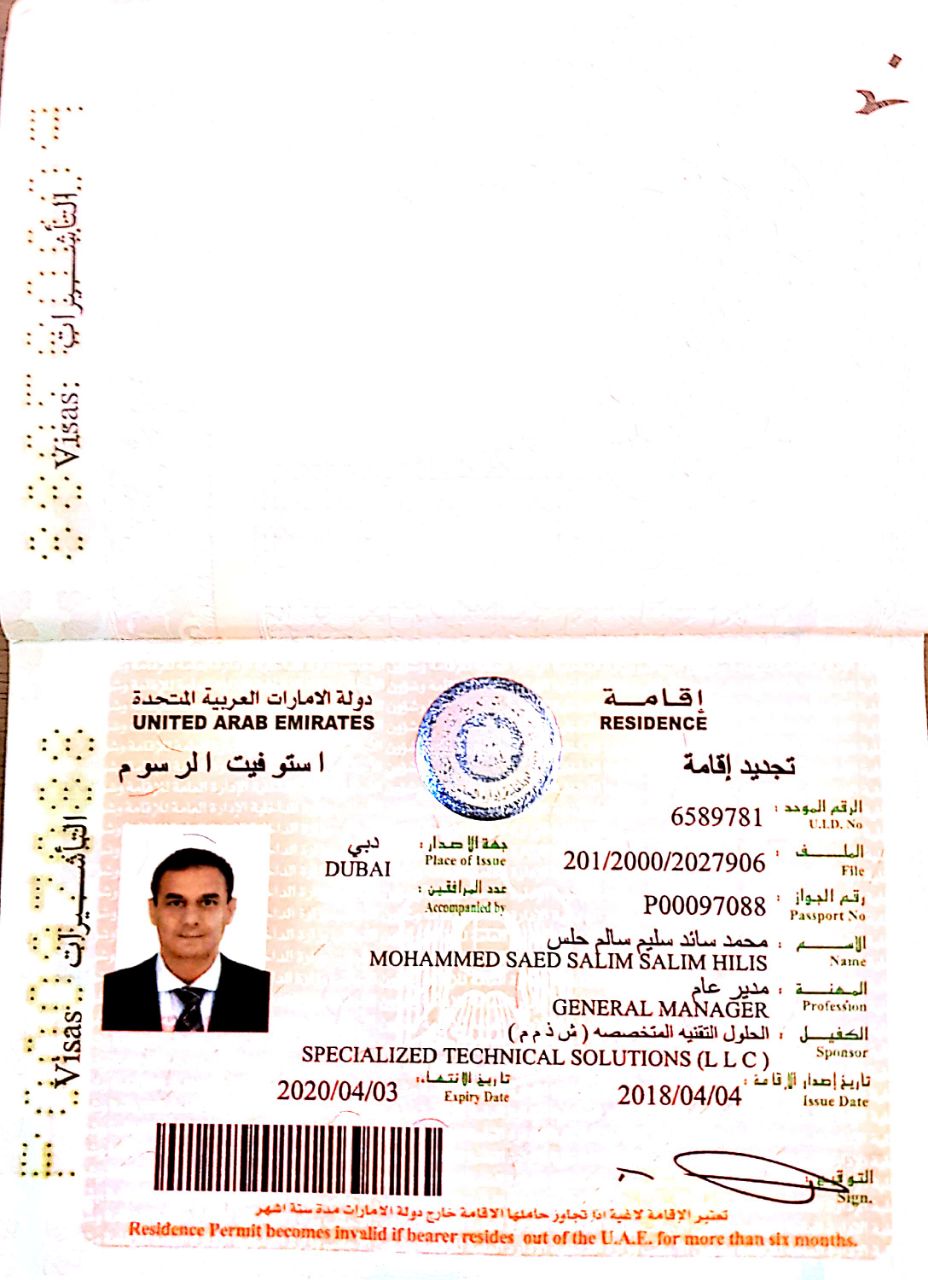 ٢٠
Visas: التأشيرات
دولة الامارات العربية المتحدة
UNITED ARAB EMIRATES
إقامة
RESIDENCE
استوفيت الرسوم
تجديد إقامة
6589781 : الرقم الموحد
U.I.D. No
دبي : جهة الاصدار
DUBAI Place of Issue
201/2000/2027906 : الملف
File
عدد المرافقين :
Accompanied by
P00097088 : رقم الجواز
Passport No
محمد سائد سليم سالم حلس : الاسم
MOHAMMED SAED SALIM SALIM HILIS Name
مدير عام : المهنة
GENERAL MANAGER Profession
الحلول التقنيه المتخصصه ( ش ذ م م ) : الكفيل
SPECIALIZED TECHNICAL SOLUTIONS (L L C ) Sponsor
2018/04/04 : تاريخ إصدار الإقامة
Issue Date
2020/04/03 : تاريخ الانتهاء
Expiry Date
التوقيع :
Sign.
تعتبر الإقامة لاغية اذا تجاوز حاملها الاقامة خارج دولة الامارات مدة ستة اشهر
Residence Permit becomes invalid if bearer resides out of the U.A.E. for more than six months.
Visas: التأشيرات